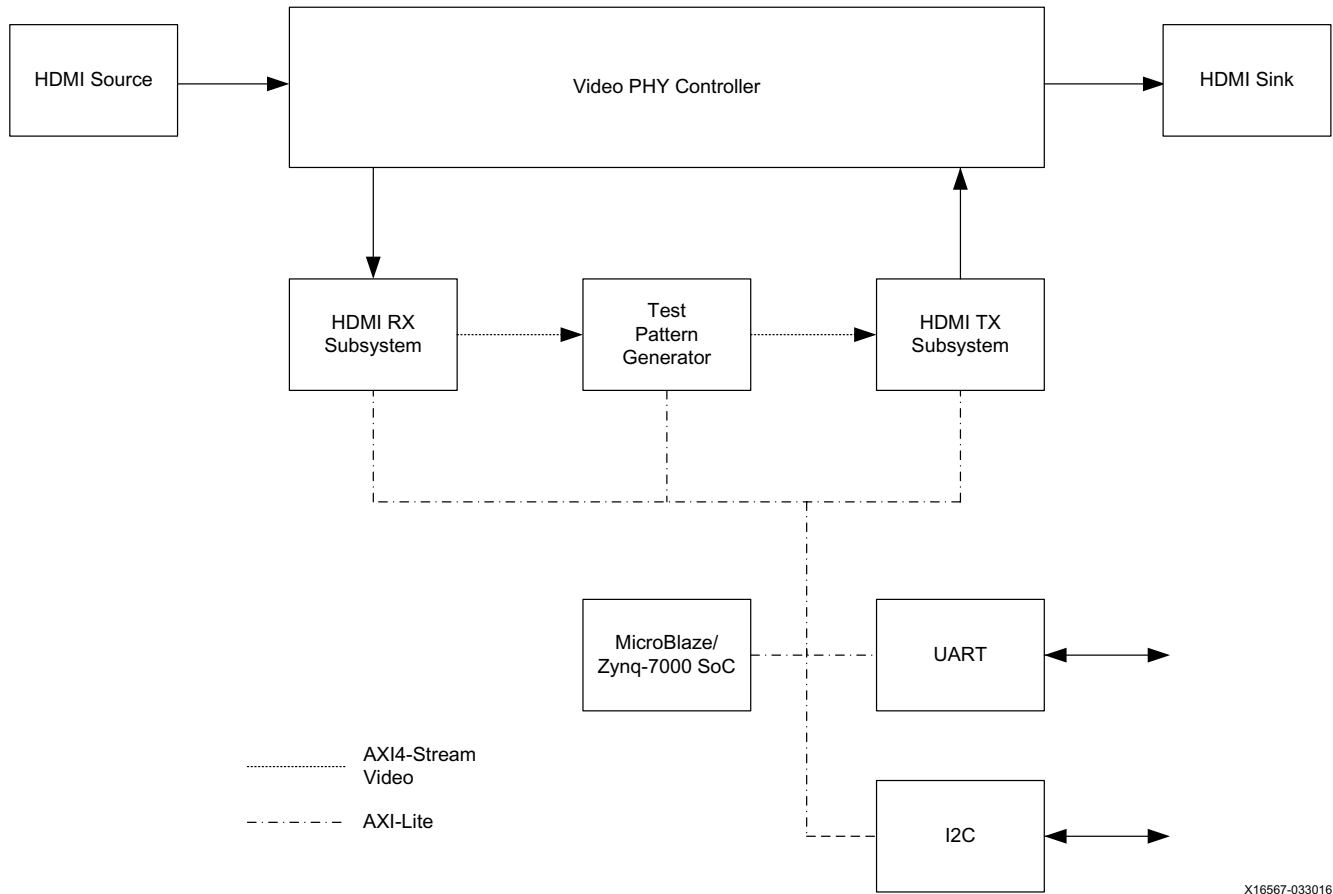 HDMI Source
Video PHY Controller
HDMI Sink
HDMI RX
Subsystem
Test
Pattern
Generator
HDMI TX
Subsystem
MicroBlaze/
Zynq-7000 SoC
UART
AXI4-Stream
Video
AXI-Lite
I2C
X16567-033016